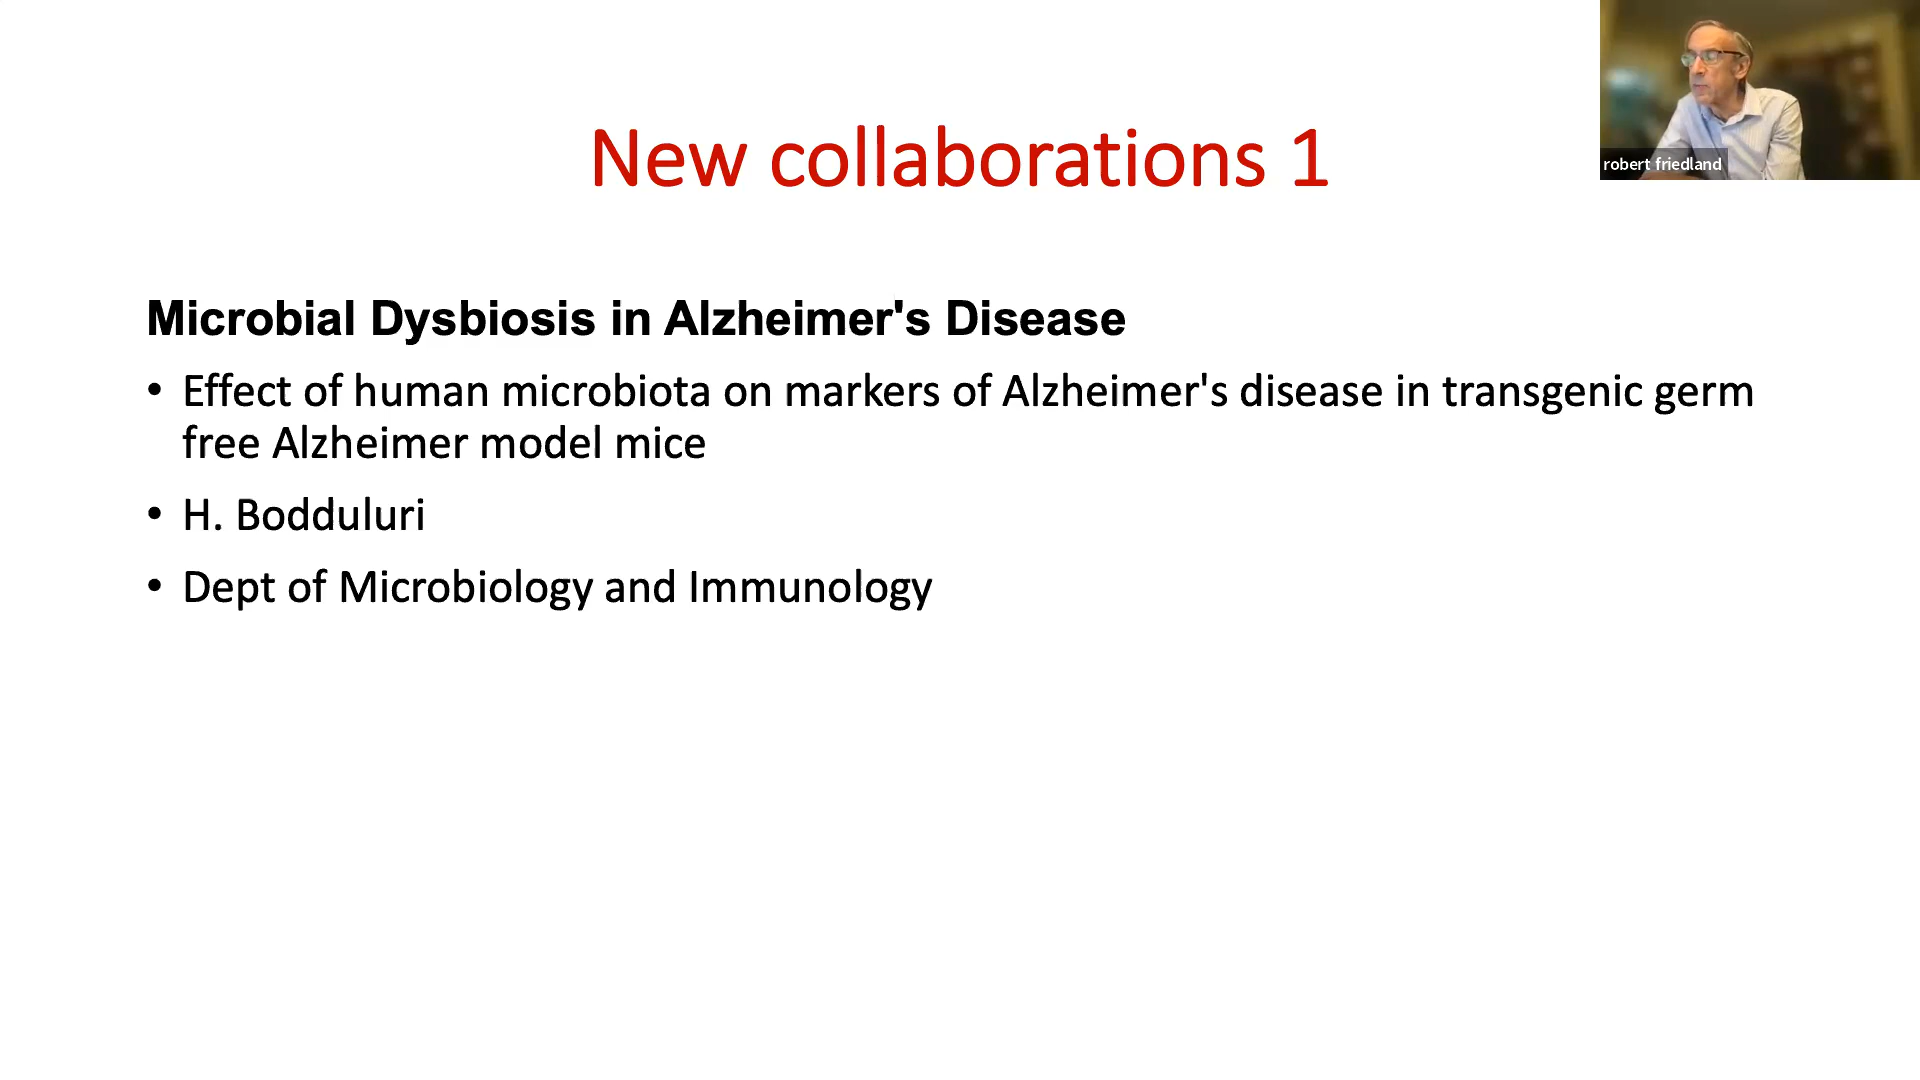 New collaborations 1
robert friedland
Microbial Dysbiosis in Alzheimer's Disease
• Effect of human microbiota on markers of Alzheimer's disease in transgenic germ
free Alzheimer model mice
• H. Bodduluri
• Dept of Microbiology and Immunology